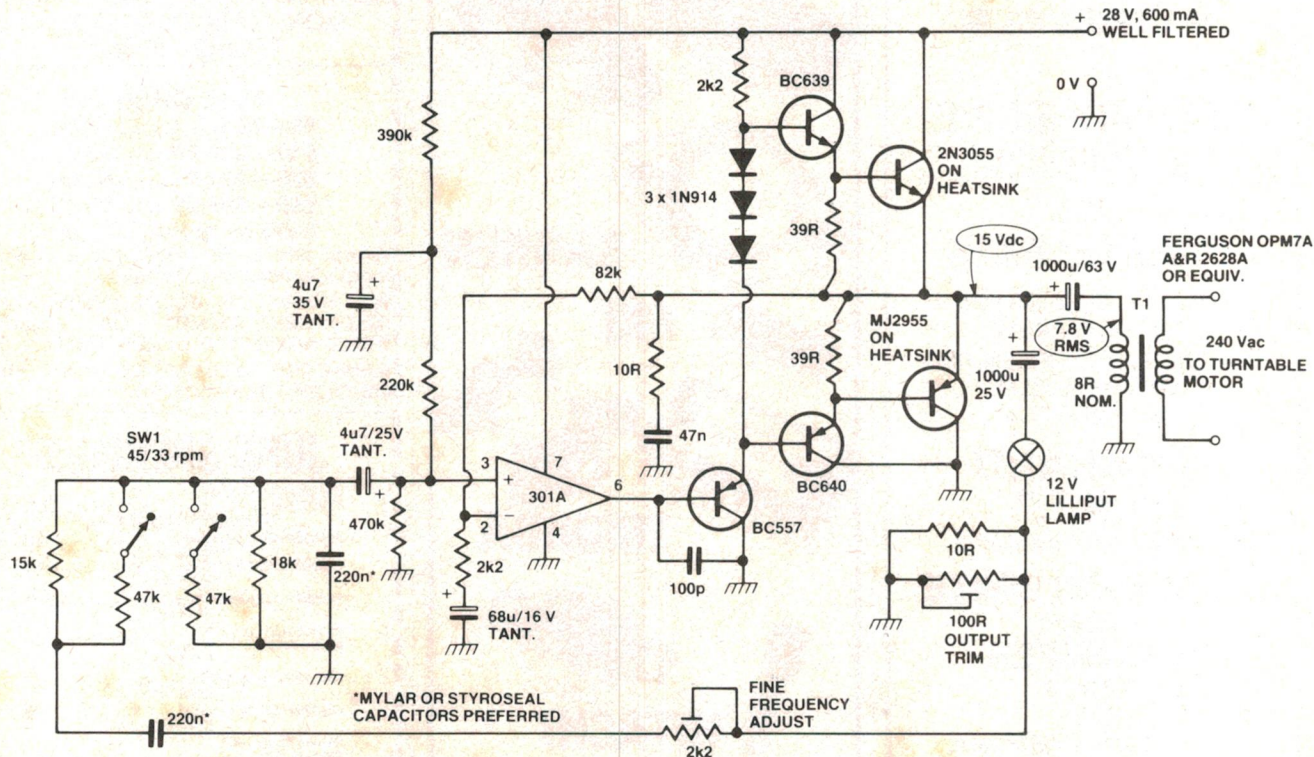 + 28 V, 600 mA
WELL FILTERED
0 V
2k2
BC639
390k
2N3055
ON
HEATSINK
3 x 1N914
39R
15 Vdc
1000u/63 V
+
FERGUSON OPM7A
A&R 2628A
OR EQUIV.
4u7
35 V
TANT.
+
82k
T1
7.8 V
RMS
MJ2955
ON
HEATSINK
39R
+
1000u
25 V
8R
NOM.
240 Vac
TO TURNTABLE
MOTOR
10R
220k
47n
SW1
45/33 rpm
4u7/25V
TANT.
+
3
+
7
301A
6
−
2
4
BC640
BC557
12 V
LILLIPUT
LAMP
15k
47k
47k
18k
220n*
470k
2k2
100p
+
68u/16 V
TANT.
10R
100R
OUTPUT
TRIM
*MYLAR OR STYROSEAL
CAPACITORS PREFERRED
220n*
FINE
FREQUENCY
ADJUST
2k2